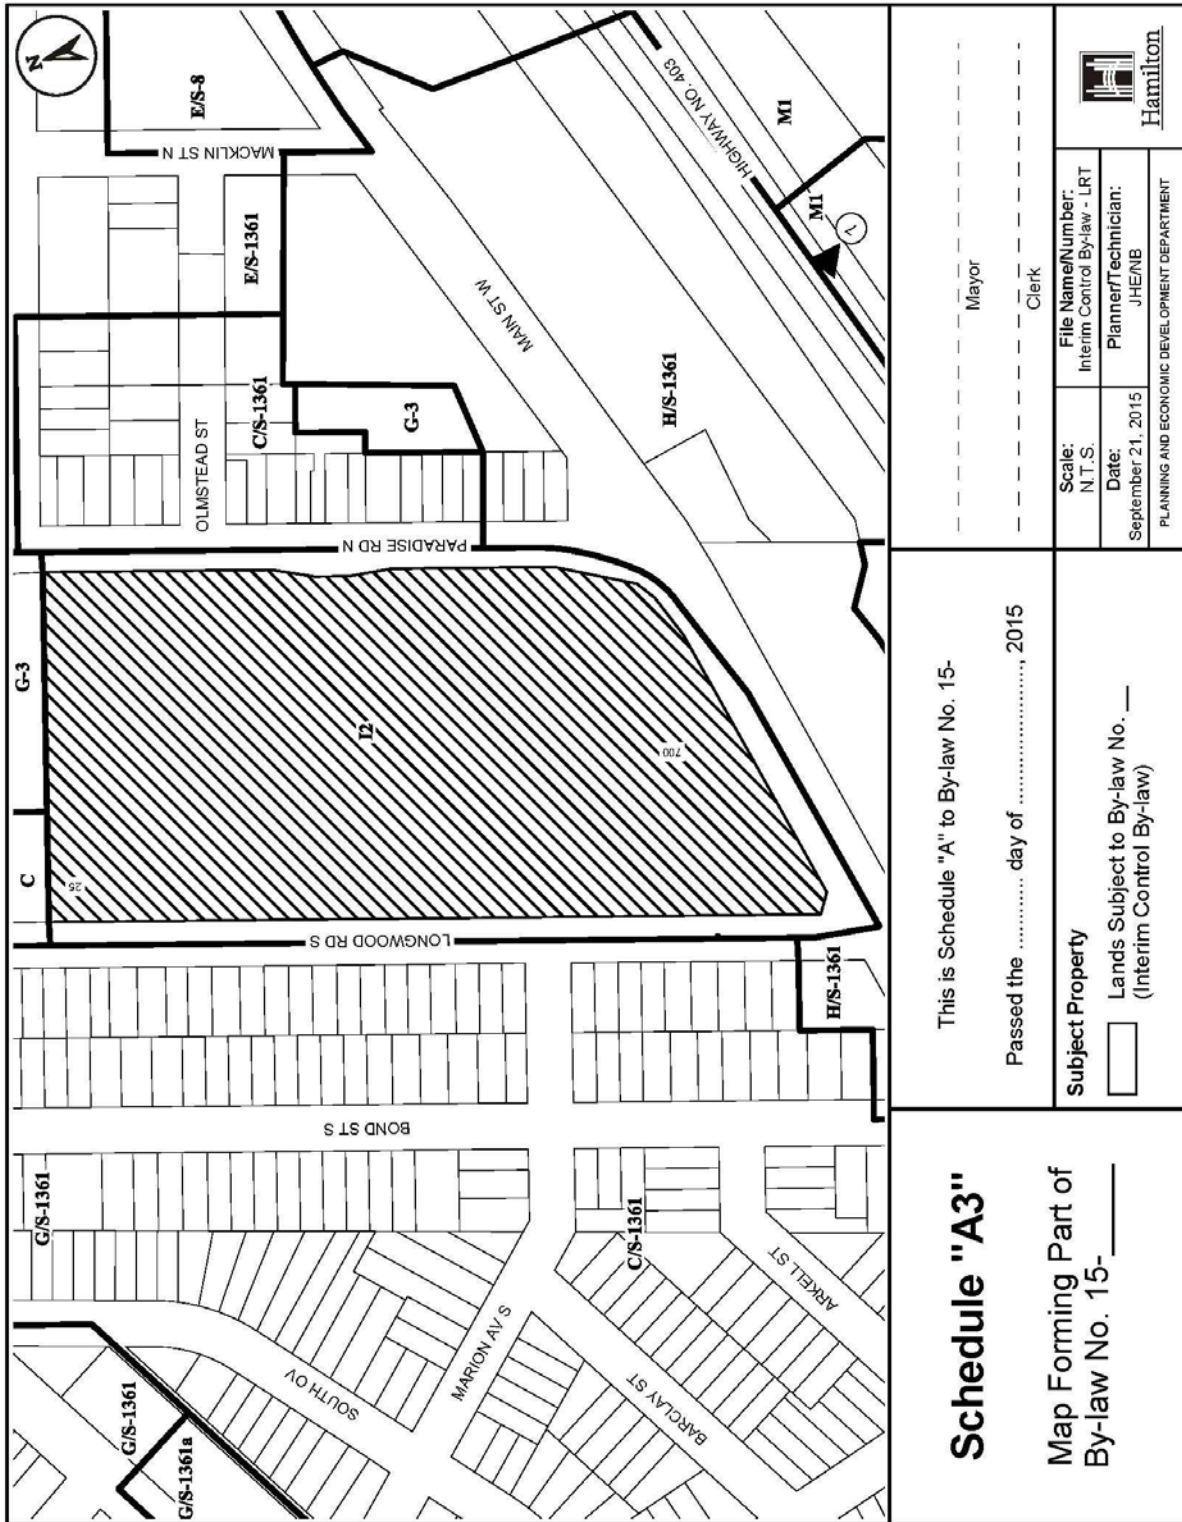 N
E/S-8
MACKLIN ST N
E/S-1361
C/S-1361
G-3
OLMSTEAD ST
PARADISE RD N
MAIN ST W
HIGHWAY NO. 403
M1
M1
7
H/S-1361
G-3
C
25
I2
700
LONGWOOD RD S
H/S-1361
BOND ST S
G/S-1361
C/S-1361
ARKELL ST
MARION AV S
BARCLAY ST
SOUTH OV
G/S-1361
G/S-1361a
Schedule "A3"
Map Forming Part of
By-law No. 15-____
This is Schedule "A" to By-law No. 15-
Passed the ............ day of ........................, 2015
Subject Property
Lands Subject to By-law No. __
(Interim Control By-law)
Mayor
Clerk
Scale:
N.T.S.
File Name/Number:
Interim Control By-law - LRT
Date:
September 21, 2015
Planner/Technician:
JHE/NB
PLANNING AND ECONOMIC DEVELOPMENT DEPARTMENT
Hamilton